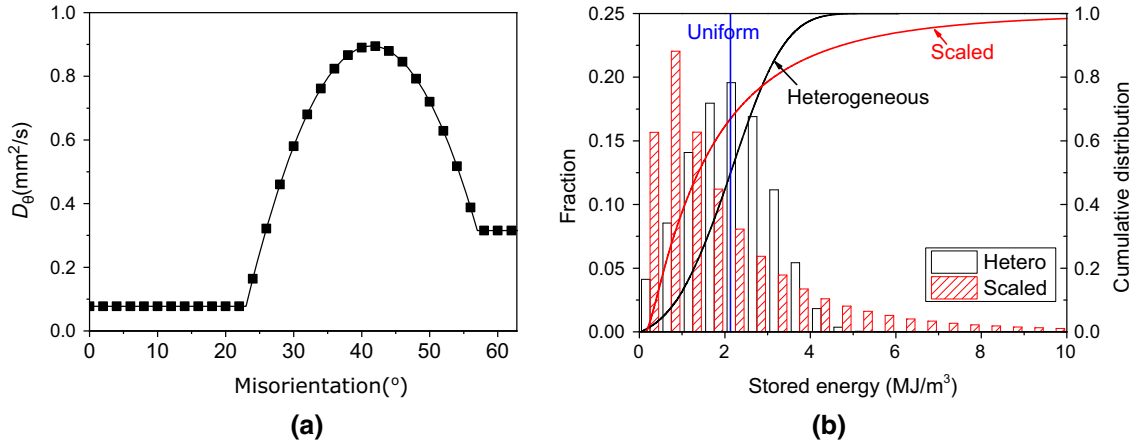 1.0
0.8
0.6
0.4
0.2
0.0
D_θ(mm²/s)
0 10 20 30 40 50 60
Misorientation(°)
(a)
0.25
0.20
0.15
0.10
0.05
0.00
Fraction
Uniform
Scaled
Heterogeneous
Hetero
Scaled
1.0
0.8
0.6
0.4
0.2
0.0
Cumulative distribution
0 2 4 6 8 10
Stored energy (MJ/m³)
(b)